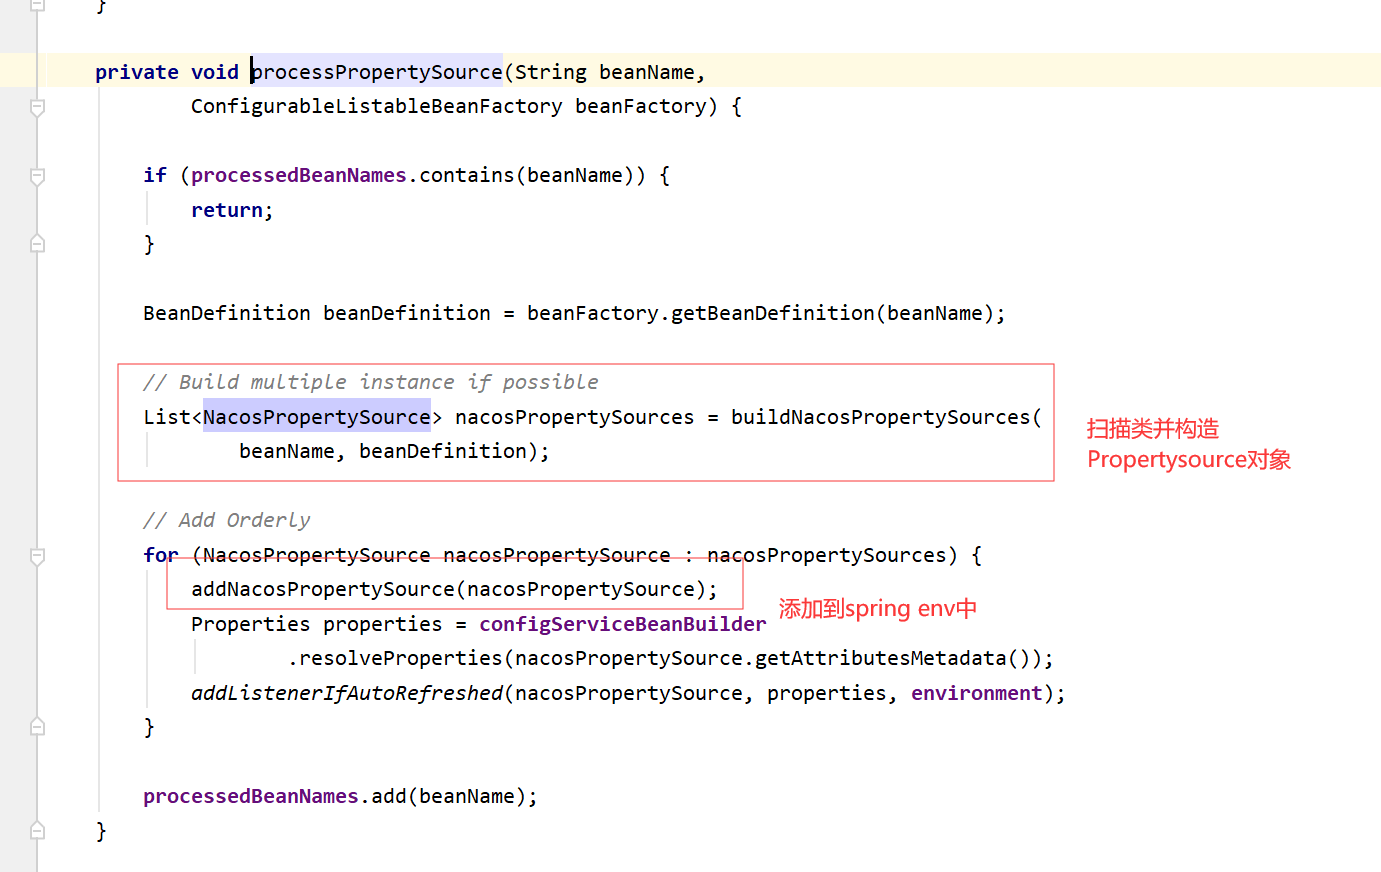 }
private void processPropertySource(String beanName,
ConfigurableListableBeanFactory beanFactory) {
if (processedBeanNames.contains(beanName)) {
return;
}
BeanDefinition beanDefinition = beanFactory.getBeanDefinition(beanName);
// Build multiple instance if possible
List<NacosPropertySource> nacosPropertySources = buildNacosPropertySources(
beanName, beanDefinition);
扫描类并构造
Propertysource对象
// Add Orderly
for (NacosPropertySource nacosPropertySource : nacosPropertySources) {
addNacosPropertySource(nacosPropertySource);
添加到spring env中
Properties properties = configServiceBeanBuilder
.resolveProperties(nacosPropertySource.getAttributesMetadata());
addListenerIfAutoRefreshed(nacosPropertySource, properties, environment);
}
processedBeanNames.add(beanName);
}